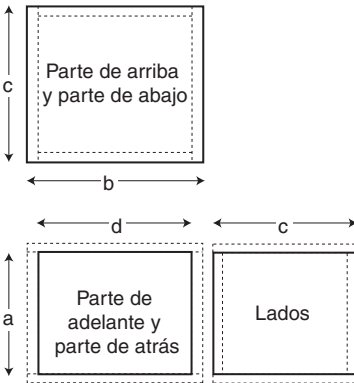 c
Parte de arriba
y parte de abajo
b
d
c
a
Parte de
adelante y
parte de atrás
Lados